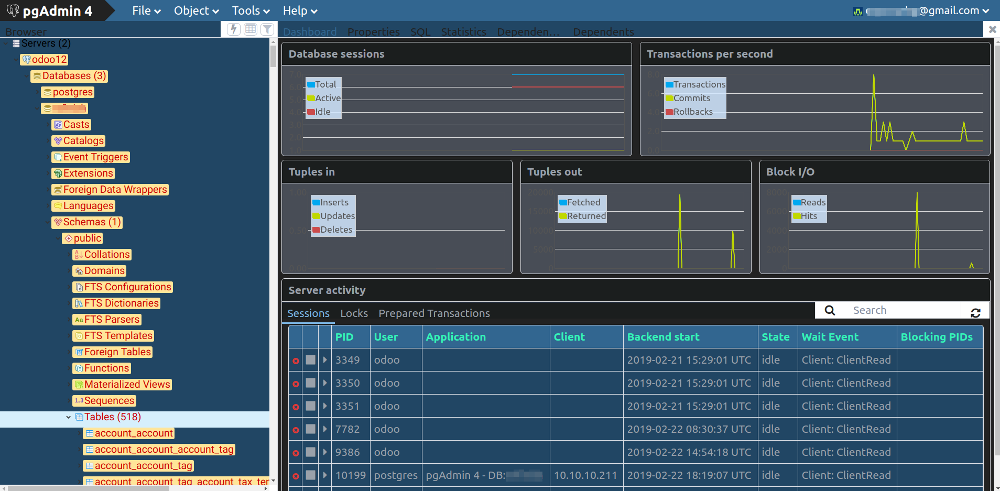 pgAdmin 4 File Object Tools Help @gmail.com
Browser Dashboard Properties SQL Statistics Dependen... Dependents
Servers (2)
odoo12
Databases (3)
postgres
Casts
Catalogs
Event Triggers
Extensions
Foreign Data Wrappers
Languages
Schemas (1)
public
Collations
Domains
FTS Configurations
FTS Dictionaries
FTS Parsers
FTS Templates
Foreign Tables
Functions
Materialized Views
1..3 Sequences
Tables (518)
account_account
account_account_account_tag
account_account_tag
account_account_tag_account_tax_ter
Database sessions
Total
Active
Idle
Transactions per second
Transactions
Commits
Rollbacks
Tuples in
Inserts
Updates
Deletes
Tuples out
Fetched
Returned
Block I/O
Reads
Hits
Server activity
Sessions Locks Prepared Transactions Search
PID User Application Client Backend start State Wait Event Blocking PIDs
3349 odoo 2019-02-21 15:29:01 UTC idle Client: ClientRead
3350 odoo 2019-02-21 15:29:01 UTC idle Client: ClientRead
3351 odoo 2019-02-21 15:29:01 UTC idle Client: ClientRead
7782 odoo 2019-02-22 08:30:37 UTC idle Client: ClientRead
9386 odoo 2019-02-22 14:54:18 UTC idle Client: ClientRead
10199 postgres pgAdmin 4 - DB: 10.10.10.211 2019-02-22 18:19:07 UTC idle Client: ClientRead